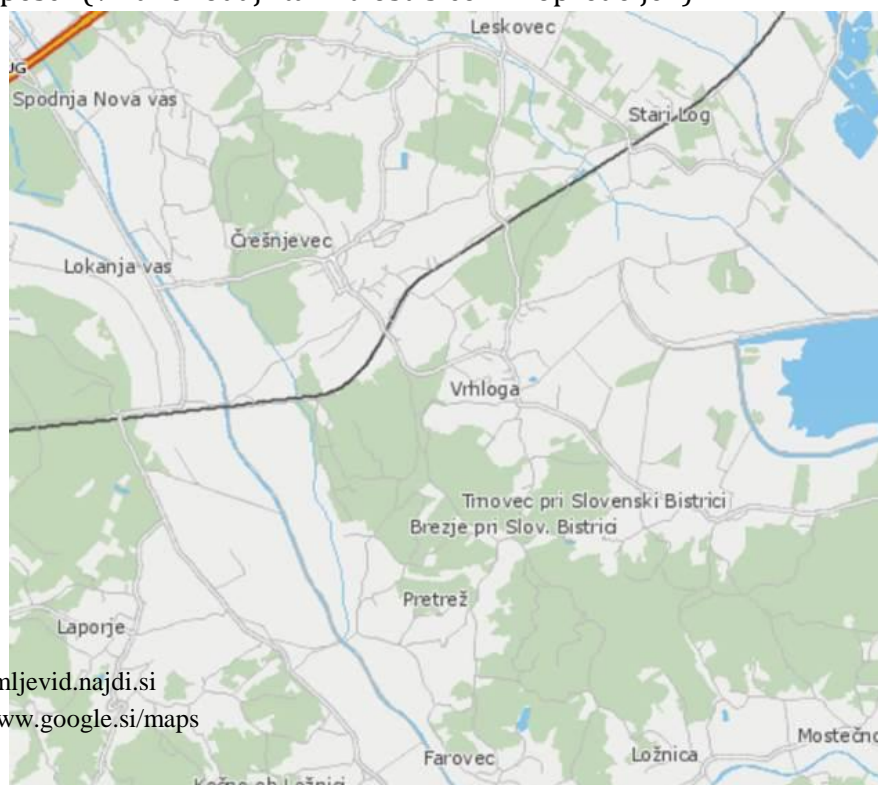 Leskovec
UG
Spodnja Nova vas
Stari Log
Črešnjevec
Lokanja vas
Vrhloga
Trnovec pri Slovenski Bistrici
Brezje pri Slov. Bistrici
Pretrež
Laporje
mljevid.najdi.si
ww.google.si/maps
Mostečno
Ložnica
Farovec